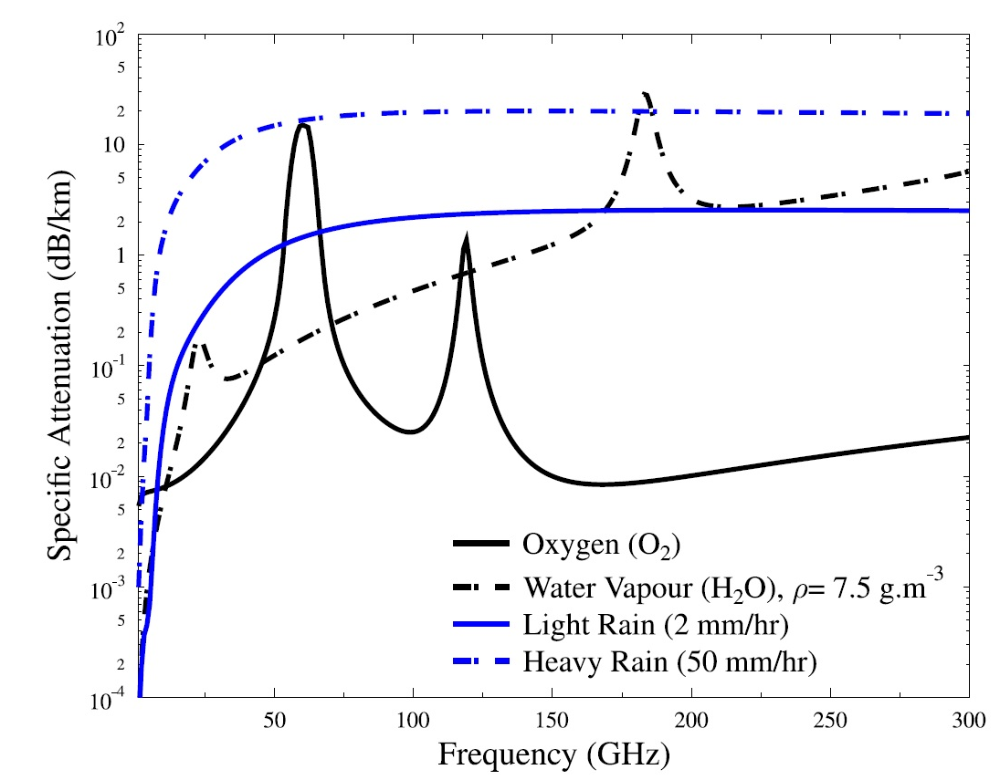 10^2
5
2
10
5
2
1
5
2
10^-1
5
2
10^-2
5
2
10^-3
5
2
10^-4
Specific Attenuation (dB/km)
Oxygen (O₂)
Water Vapour (H₂O), ρ= 7.5 g.m^-3
Light Rain (2 mm/hr)
Heavy Rain (50 mm/hr)
50 100 150 200 250 300
Frequency (GHz)